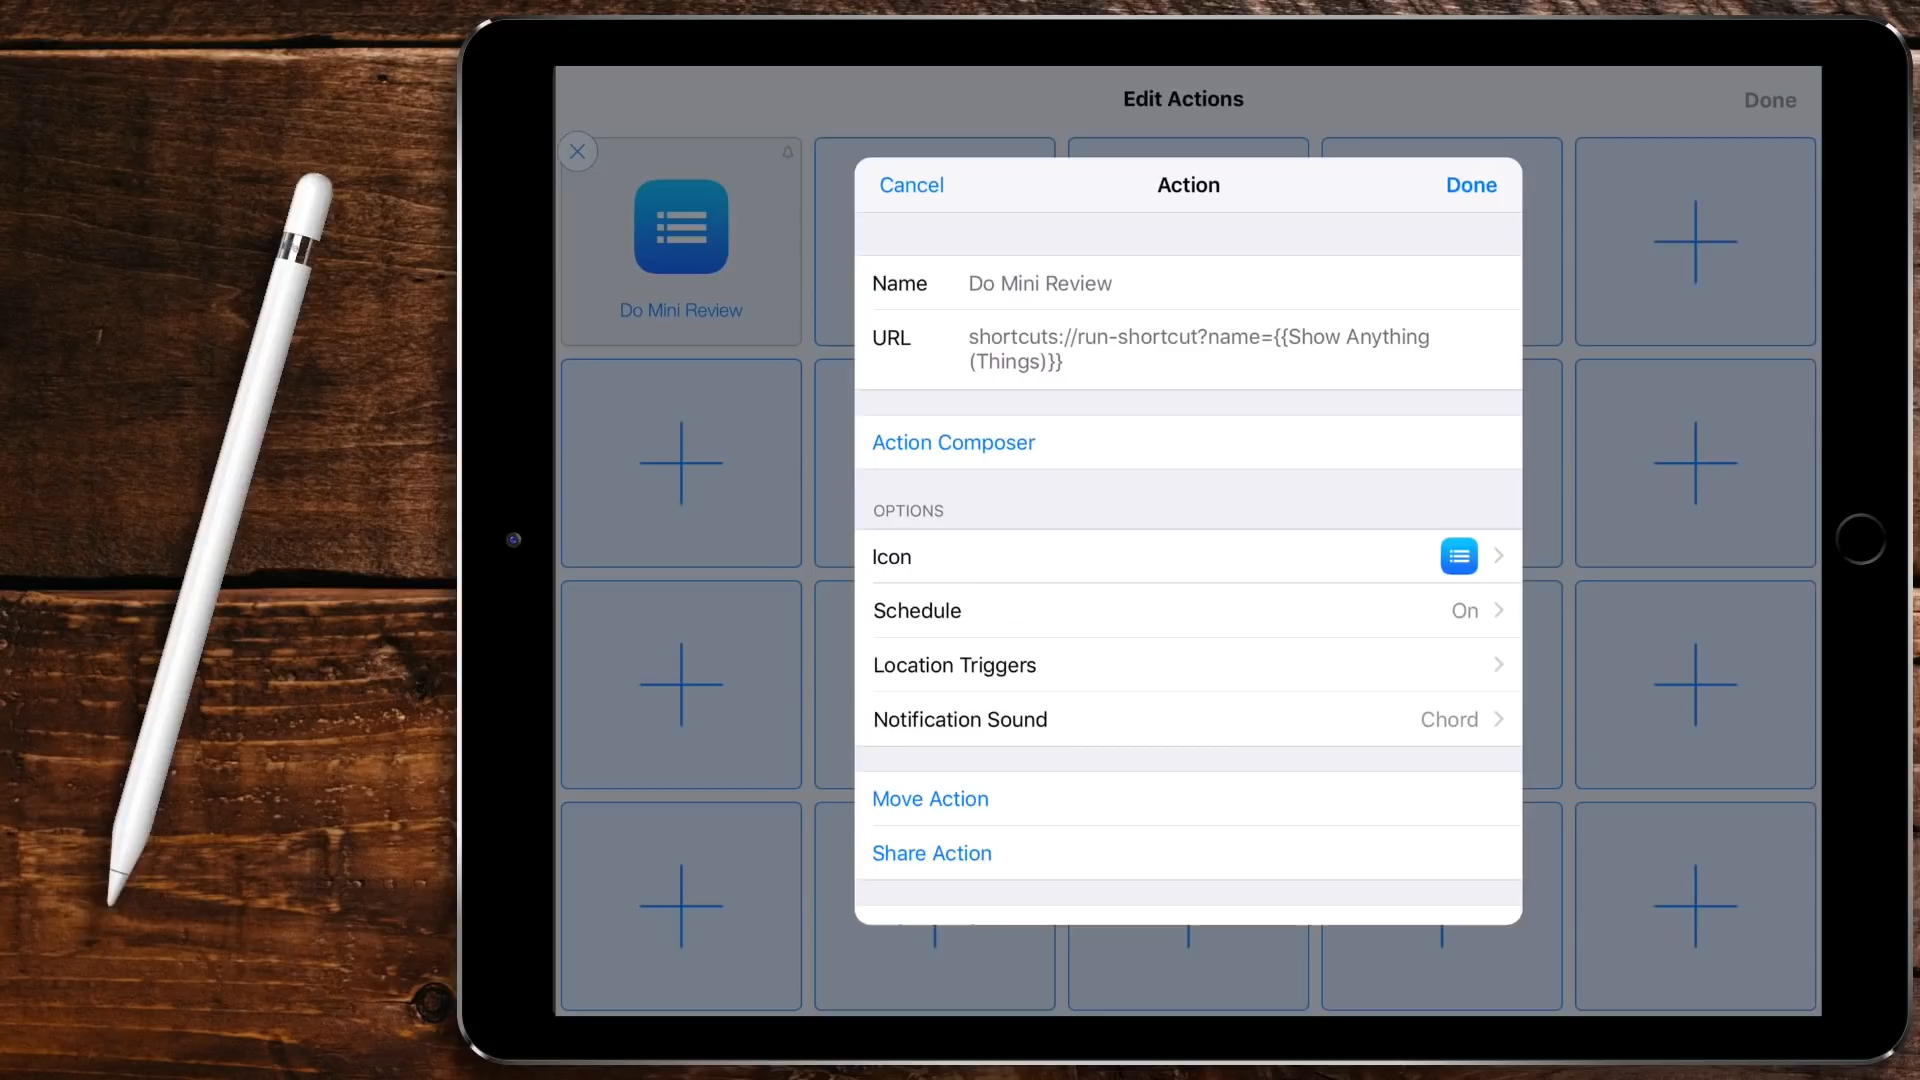 Edit Actions
Done
Do Mini Review
Cancel
Action
Done
Name
Do Mini Review
URL
shortcuts://run-shortcut?name={{Show Anything
(Things)}}
Action Composer
OPTIONS
Icon
Schedule
On
Location Triggers
Notification Sound
Chord
Move Action
Share Action